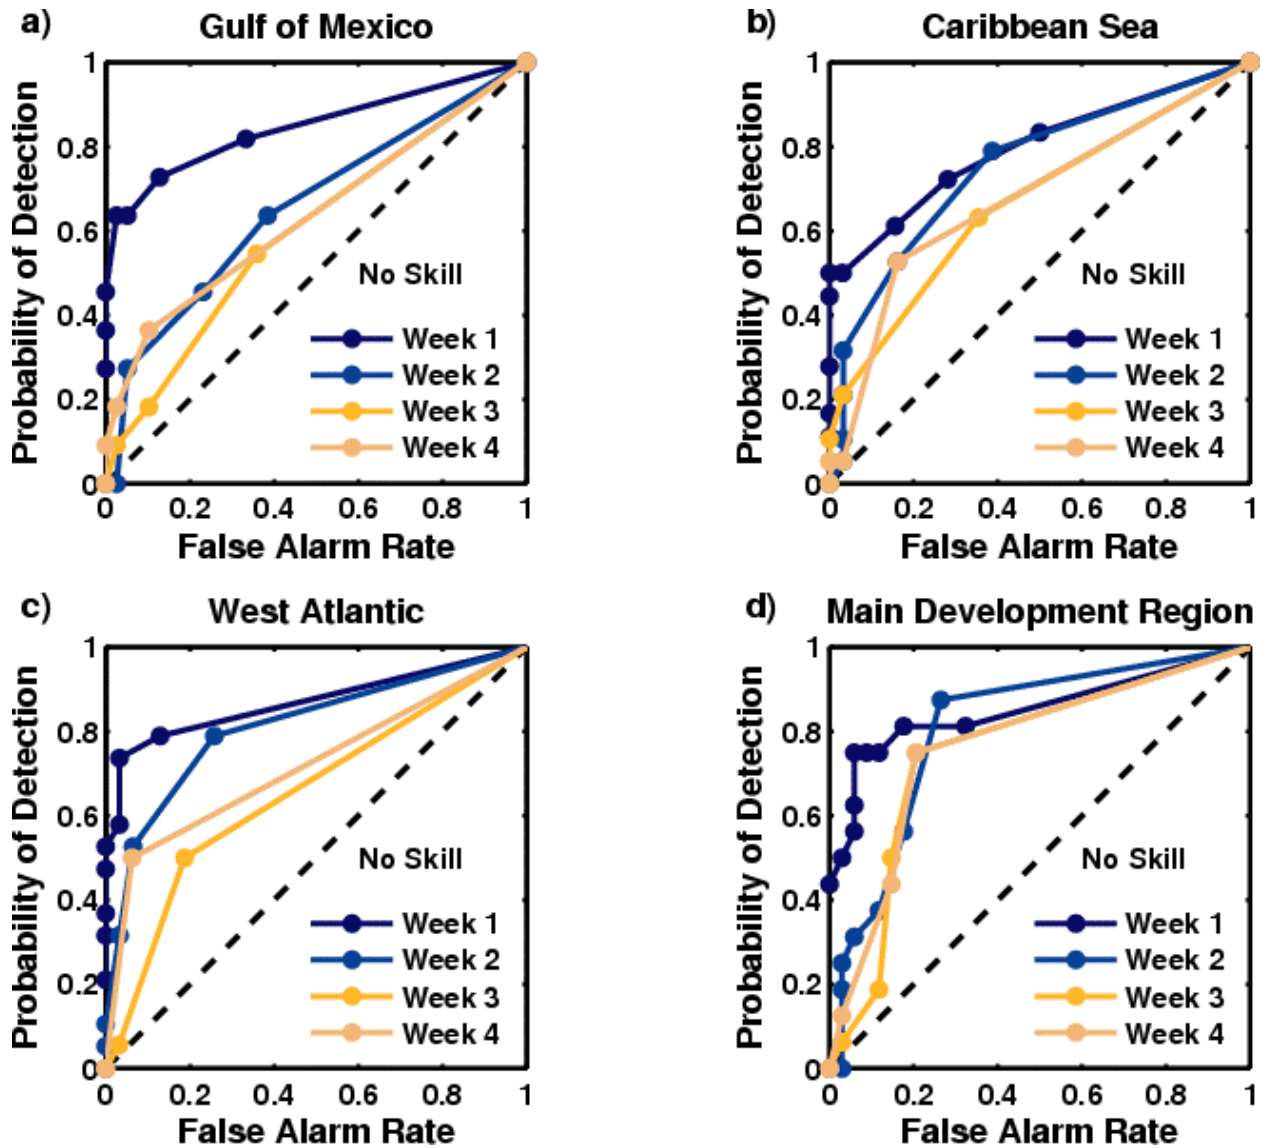 a) Gulf of Mexico
Probability of Detection
1
0.8
0.6
0.4
0.2
0
No Skill
Week 1
Week 2
Week 3
Week 4
0 0.2 0.4 0.6 0.8 1
False Alarm Rate
b) Caribbean Sea
Probability of Detection
1
0.8
0.6
0.4
0.2
0
No Skill
Week 1
Week 2
Week 3
Week 4
0 0.2 0.4 0.6 0.8 1
False Alarm Rate
c) West Atlantic
Probability of Detection
1
0.8
0.6
0.4
0.2
0
No Skill
Week 1
Week 2
Week 3
Week 4
0 0.2 0.4 0.6 0.8 1
False Alarm Rate
d) Main Development Region
Probability of Detection
1
0.8
0.6
0.4
0.2
0
No Skill
Week 1
Week 2
Week 3
Week 4
0 0.2 0.4 0.6 0.8 1
False Alarm Rate